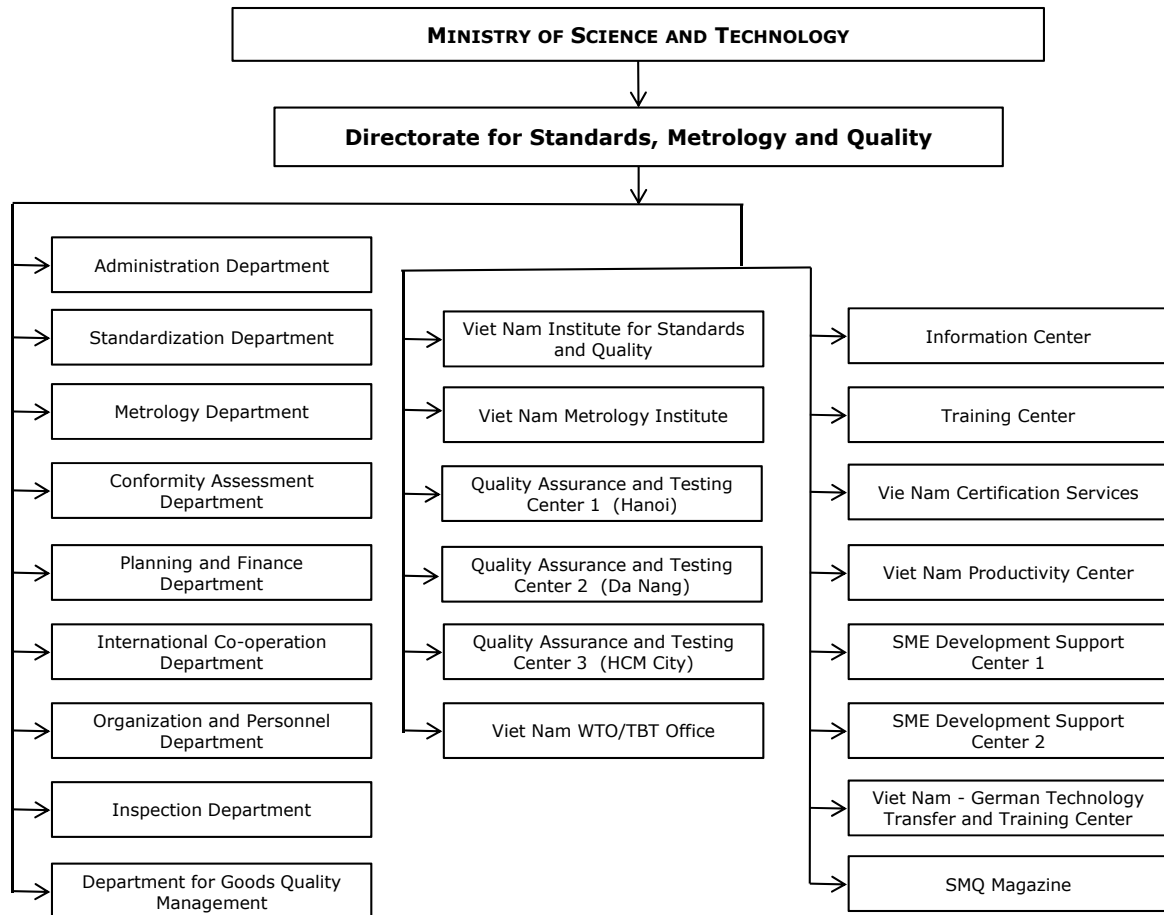 MINISTRY OF SCIENCE AND TECHNOLOGY
Directorate for Standards, Metrology and Quality
Administration Department
Standardization Department
Metrology Department
Conformity Assessment
Department
Planning and Finance
Department
International Co-operation
Department
Organization and Personnel
Department
Inspection Department
Department for Goods Quality
Management
Viet Nam Institute for Standards
and Quality
Viet Nam Metrology Institute
Quality Assurance and Testing
Center 1 (Hanoi)
Quality Assurance and Testing
Center 2 (Da Nang)
Quality Assurance and Testing
Center 3 (HCM City)
Viet Nam WTO/TBT Office
Information Center
Training Center
Vie Nam Certification Services
Viet Nam Productivity Center
SME Development Support
Center 1
SME Development Support
Center 2
Viet Nam - German Technology
Transfer and Training Center
SMQ Magazine